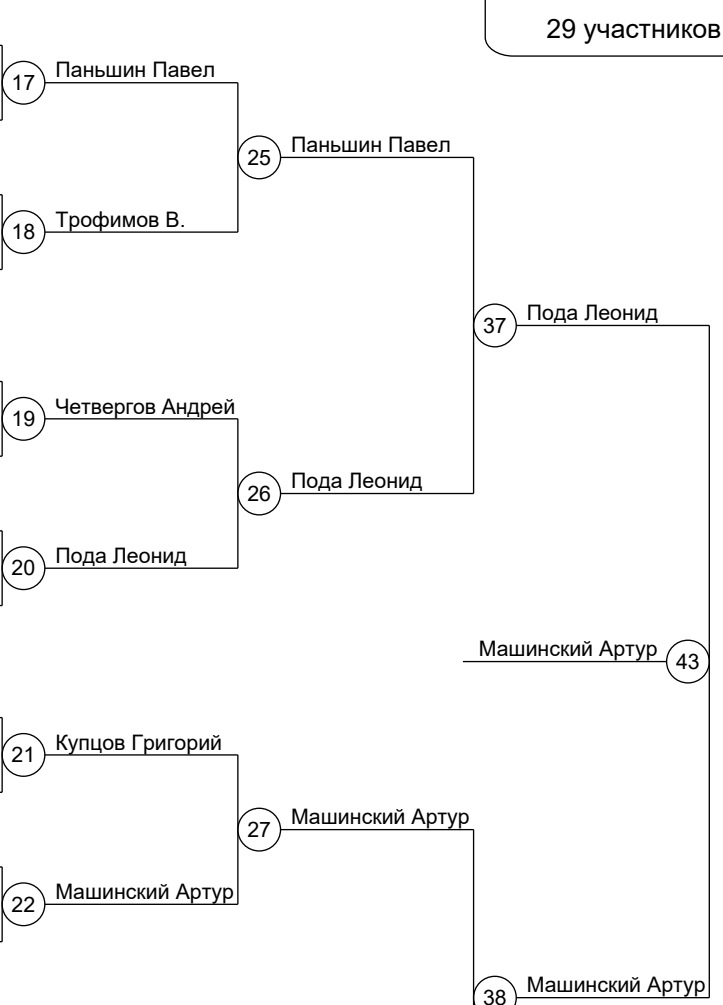 29 участников
17 Паньшин Павел
25 Паньшин Павел
18 Трофимов В.
37 Пода Леонид
19 Четвергов Андрей
26 Пода Леонид
20 Пода Леонид
Машинский Артур 43
21 Купцов Григорий
27 Машинский Артур
22 Машинский Артур
38 Машинский Артур